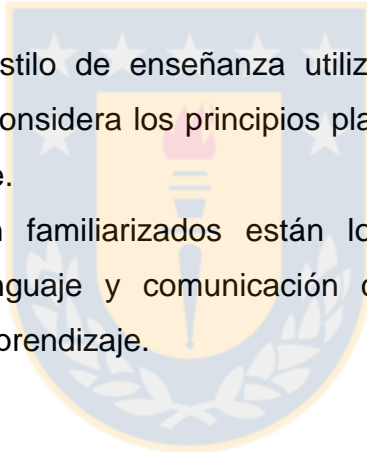 stilo de enseñanza utiliz
onsidera los principios pla
e.
familiarizados están lo
nguaje y comunicación
prendizaje.